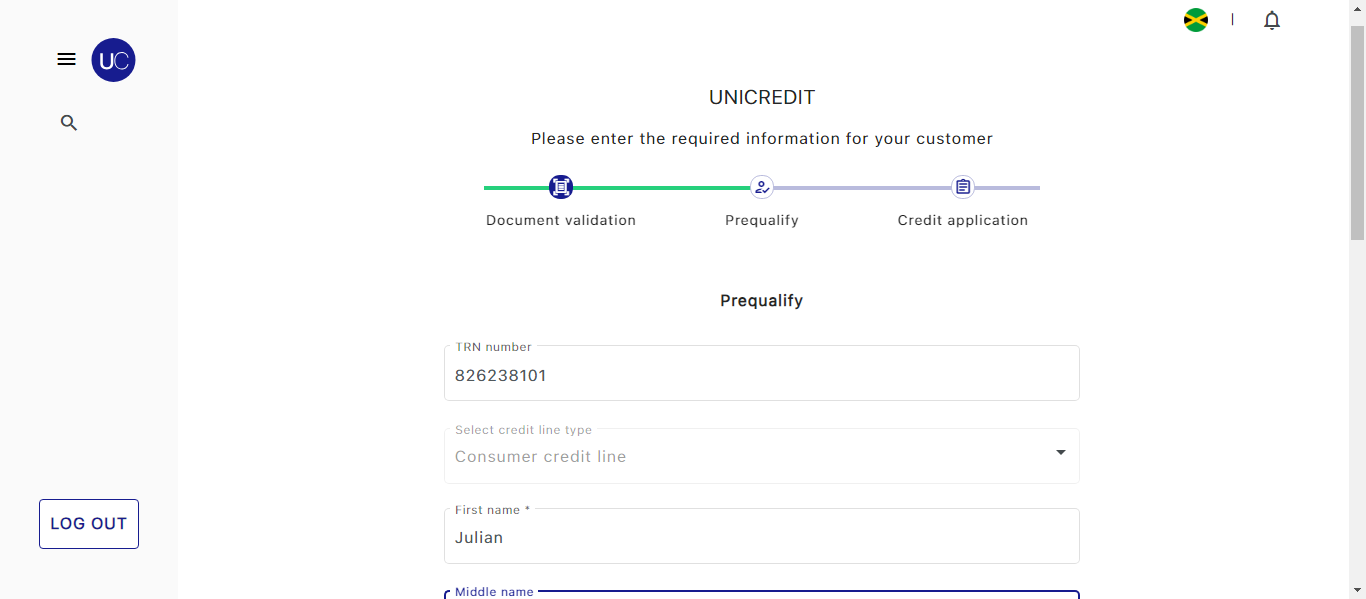 UC
UNICREDIT
Please enter the required information for your customer
Document validation
Prequalify
Credit application
Prequalify
TRN number
826238101
Select credit line type
Consumer credit line
First name *
Julian
Middle name
LOG OUT